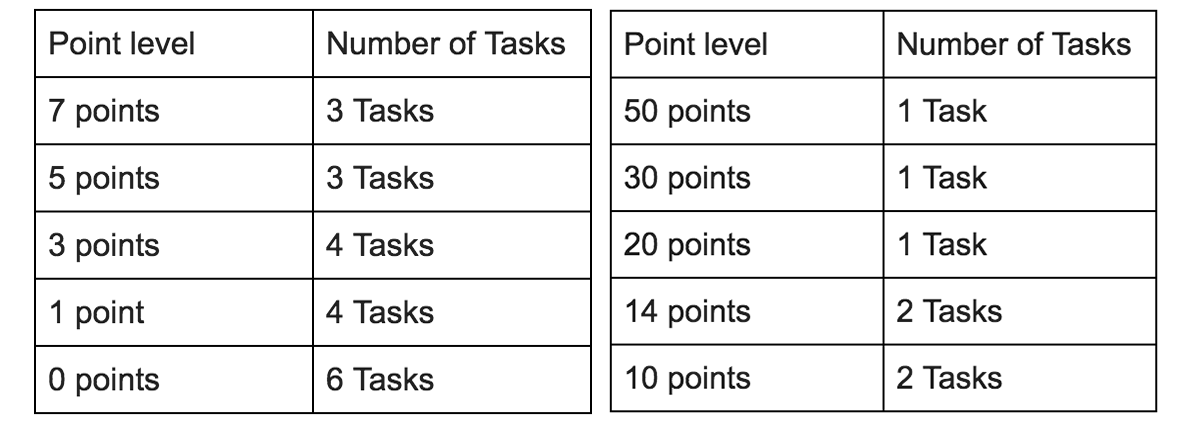 Point level Number of Tasks
7 points 3 Tasks
5 points 3 Tasks
3 points 4 Tasks
1 point 4 Tasks
0 points 6 Tasks
Point level Number of Tasks
50 points 1 Task
30 points 1 Task
20 points 1 Task
14 points 2 Tasks
10 points 2 Tasks